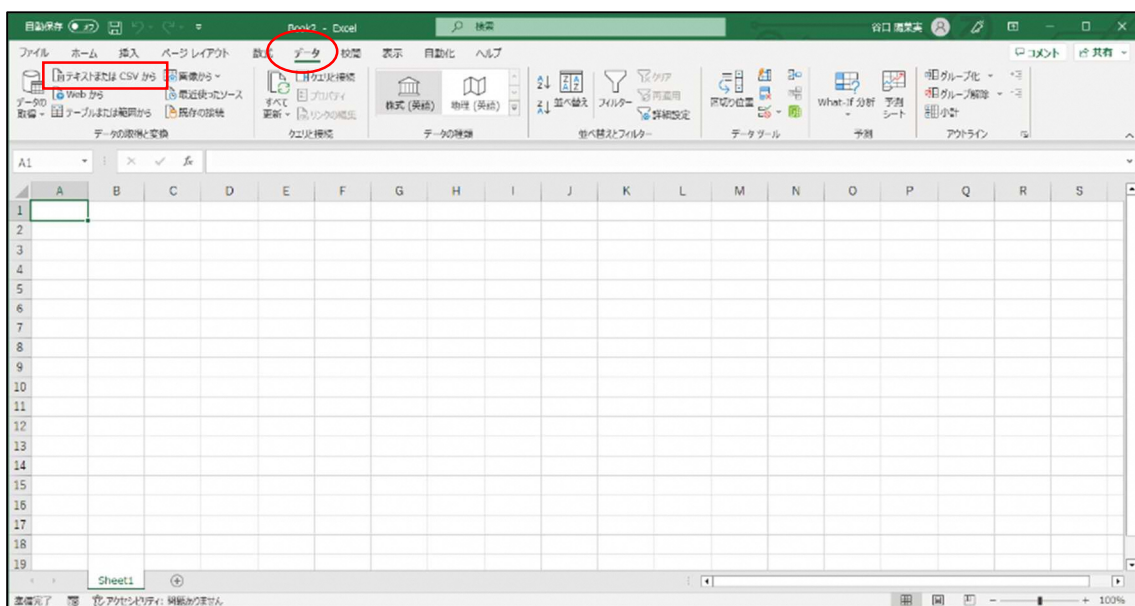 自動保存 オフ Book2 - Excel 検索 谷口
ファイル ホーム 挿入 ページ レイアウト 数式 データ 校閲 表示 自動化 ヘルプ コメント 共有
データの取得
テキストまたは CSV から
Web から
テーブルまたは範囲から
画像から
最近使ったソース
既存の接続
データの取得と変換
すべて更新
クエリと接続
プロパティ
リンクの編集
クエリと接続
株式 (英語) 地理 (英語)
データの種類
並べ替え フィルター
クリア
再適用
詳細設定
並べ替えとフィルター
区切り位置
データ ツール
What-If 分析 予測シート
予測
グループ化
グループ解除
小計
アウトライン
A1 fx
A B C D E F G H I J K L M N O P Q R S
1
2
3
4
5
6
7
8
9
10
11
12
13
14
15
16
17
18
19
Sheet1
準備完了 アクセシビリティ: 問題ありません 100%